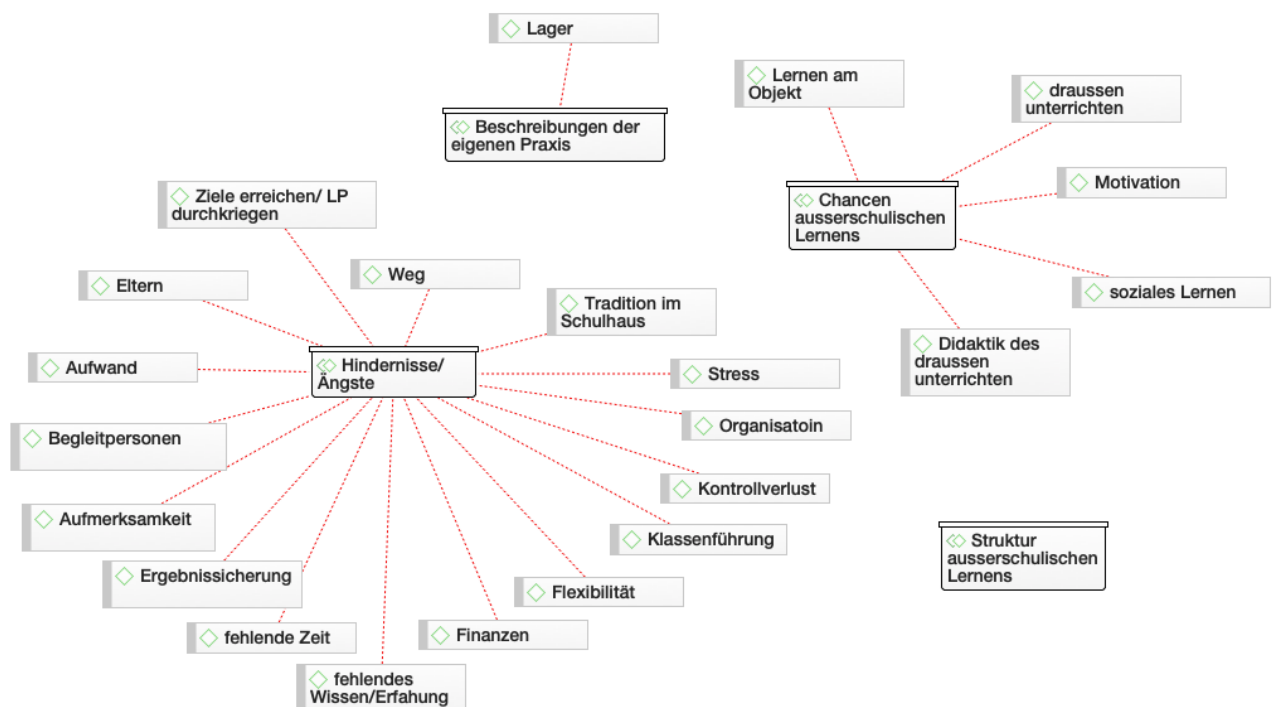 Lager
Beschreibungen der
eigenen Praxis
Lernen am
Objekt
draussen
unterrichten
Motivation
Chancen
ausserschulischen
Lernens
soziales Lernen
Didaktik des
draussen
unterrichten
Ziele erreichen/ LP
durchkriegen
Weg
Eltern
Tradition im
Schulhaus
Hindernisse/
Ängste
Aufwand
Stress
Organisatoin
Begleitpersonen
Kontrollverlust
Aufmerksamkeit
Klassenführung
Ergebnissicherung
Flexibilität
fehlende Zeit
Finanzen
fehlendes
Wissen/Erfahung
Struktur
ausserschulischen
Lernens